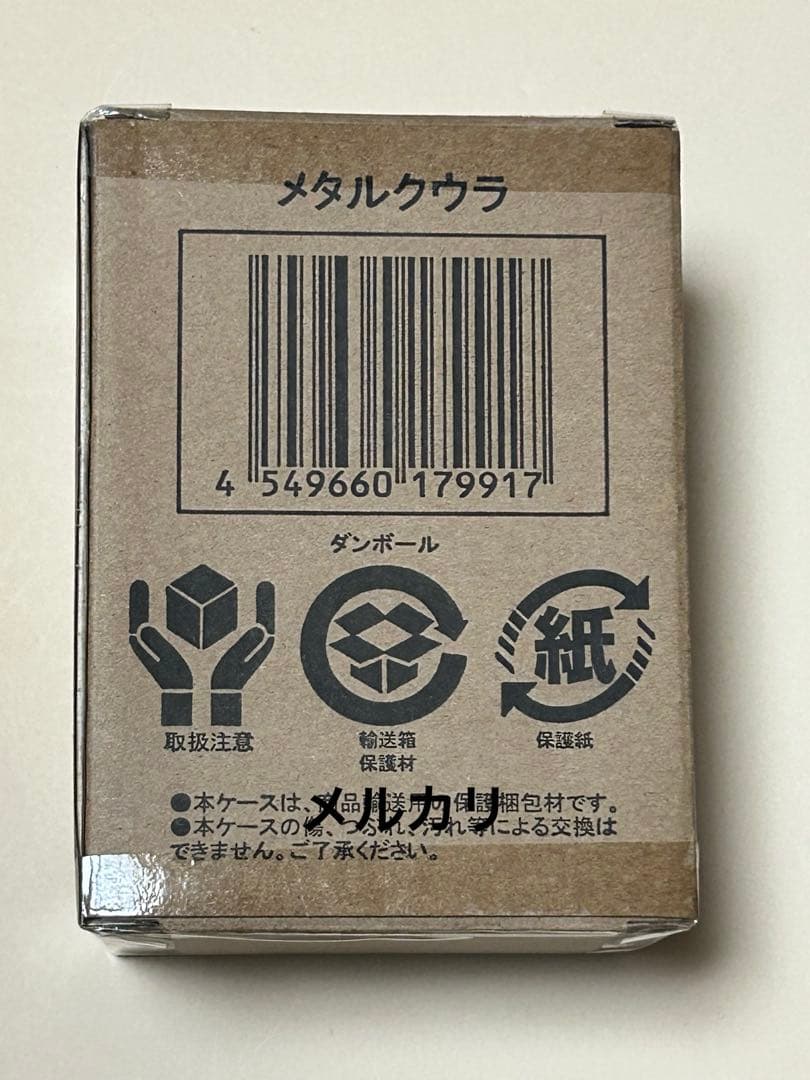 メタルクウラ
4 549660 179917
ダンボール
紙
取扱注意
輸送箱
保護材
保護紙
●本ケースは、商品輸送用の保護梱包材です。
メルカリ
●本ケースの傷、つぶれ、汚れ等による交換は
できません。ご了承ください。